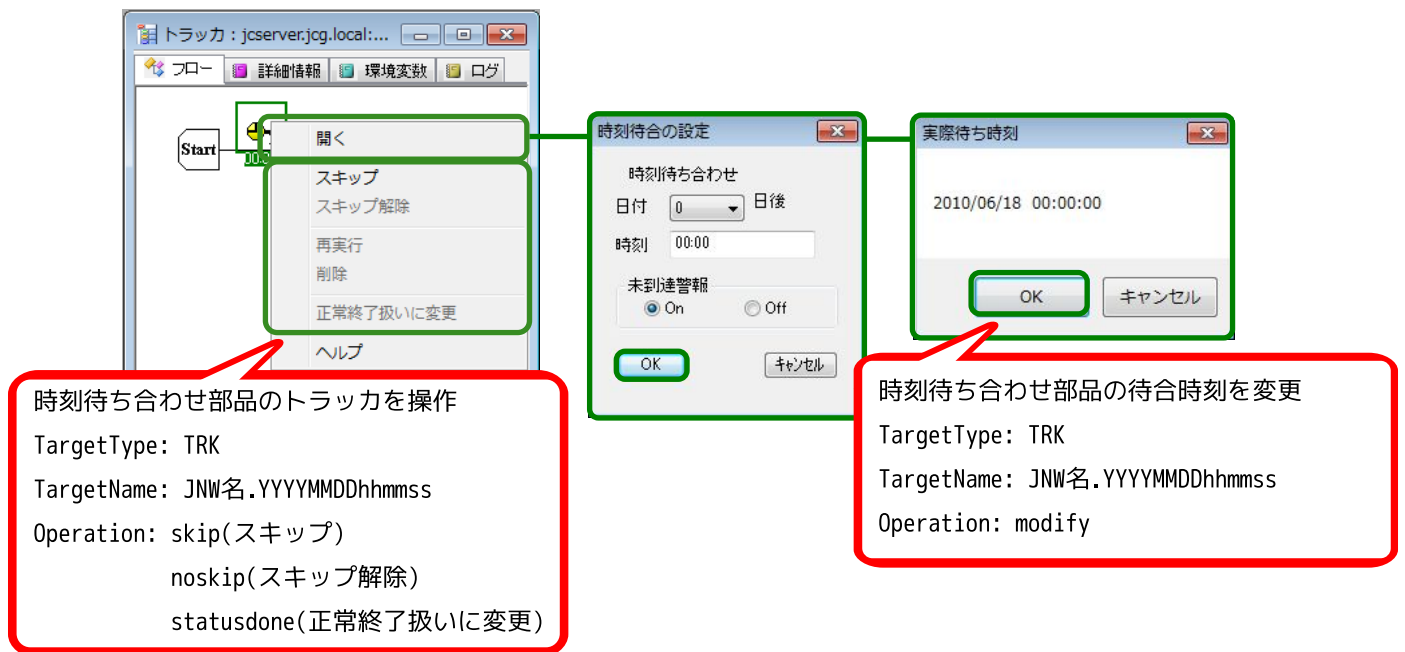 トラッカ : jcserver.jcg.local:...
フロー
詳細情報
環境変数
ログ
Start
開く
スキップ
スキップ解除
再実行
削除
正常終了扱いに変更
ヘルプ
時刻待合の設定
時刻待ち合わせ
日付 0 日後
時刻 00:00
未到達警報
On Off
OK キャンセル
実際待ち時刻
2010/06/18 00:00:00
OK キャンセル
時刻待ち合わせ部品のトラッカを操作
TargetType: TRK
TargetName: JNW名.YYYYMMDDhhmmss
Operation: skip(スキップ)
noskip(スキップ解除)
statusdone(正常終了扱いに変更)
時刻待ち合わせ部品の待合時刻を変更
TargetType: TRK
TargetName: JNW名.YYYYMMDDhhmmss
Operation: modify